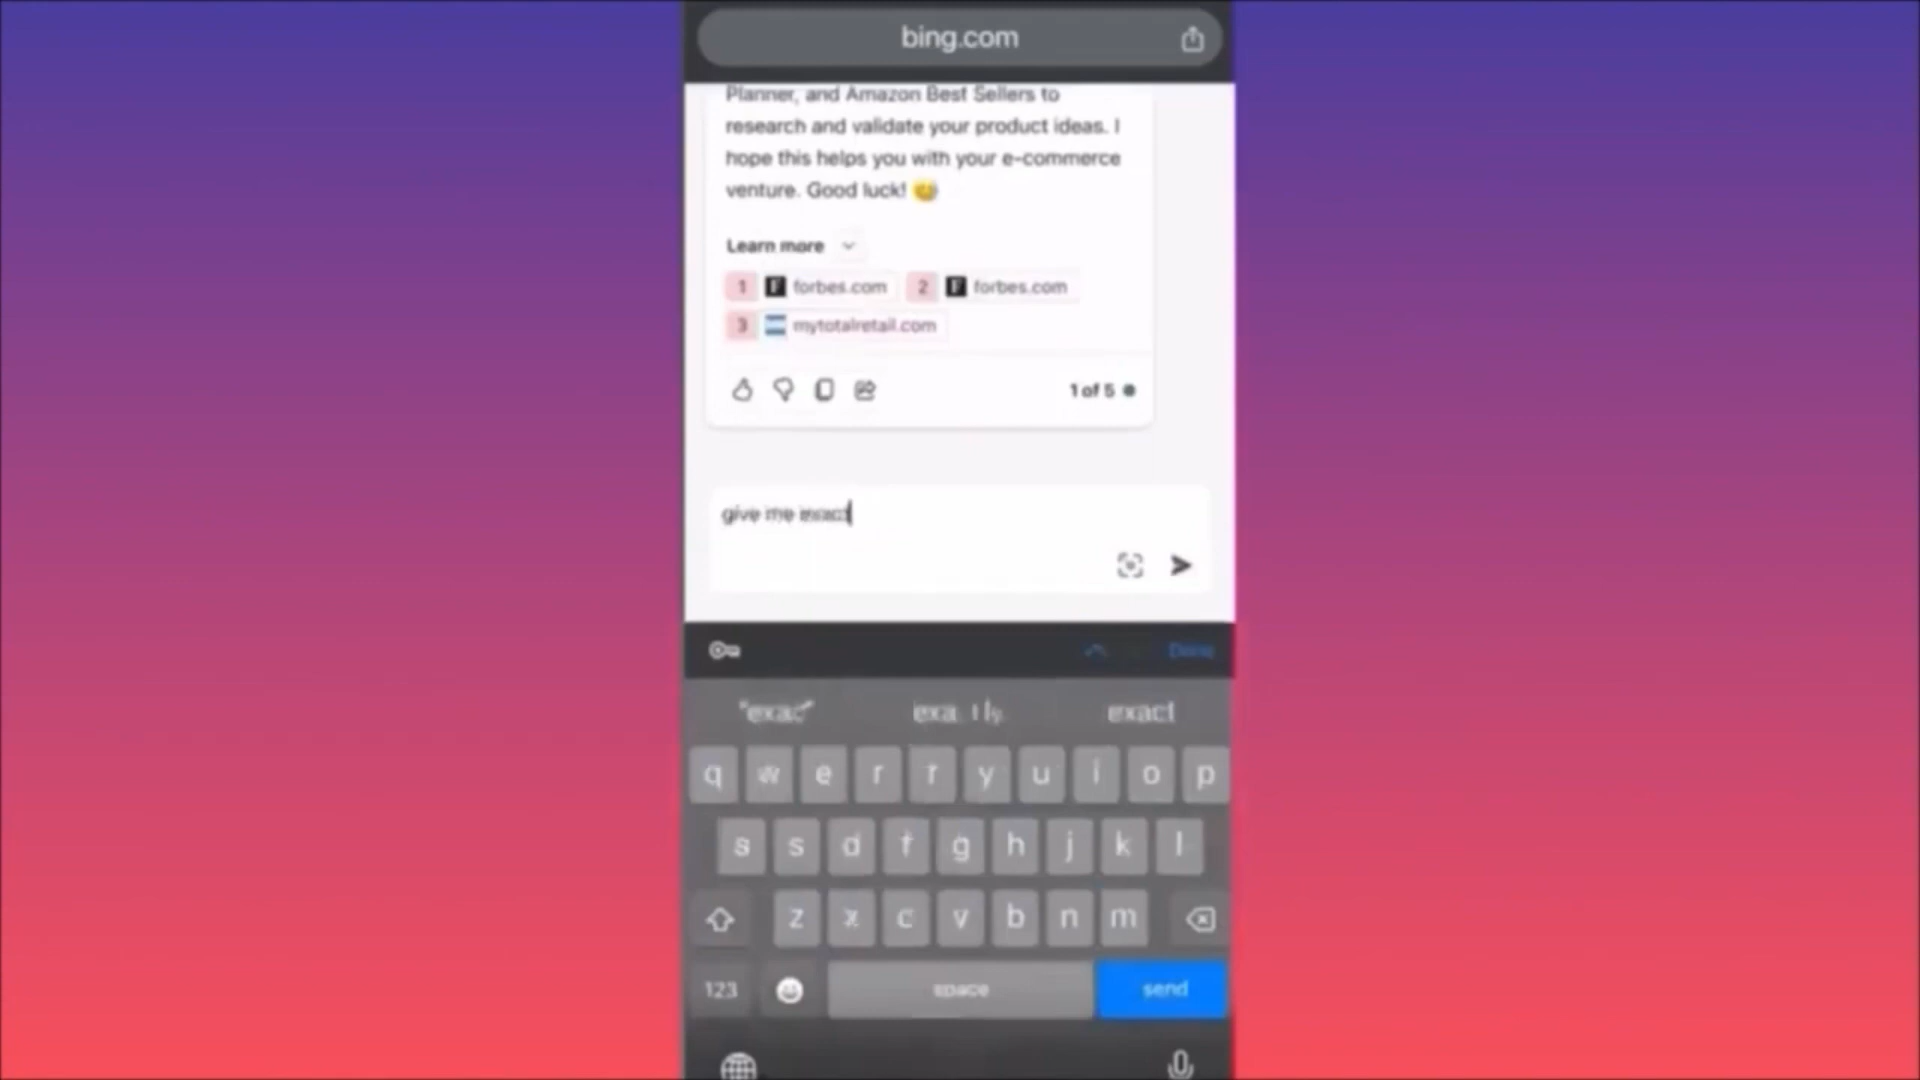 bing.com
Planner, and Amazon Best Sellers to
research and validate your product ideas. I
hope this helps you with your e-commerce
venture. Good luck!
Learn more
1 forbes.com 2 forbes.com
3 mytotalretail.com
1 of 5
give me exact
Done
"exac" exact
q w e r y u i o p
s d f g h j k l
z x c v b n m
123 space send